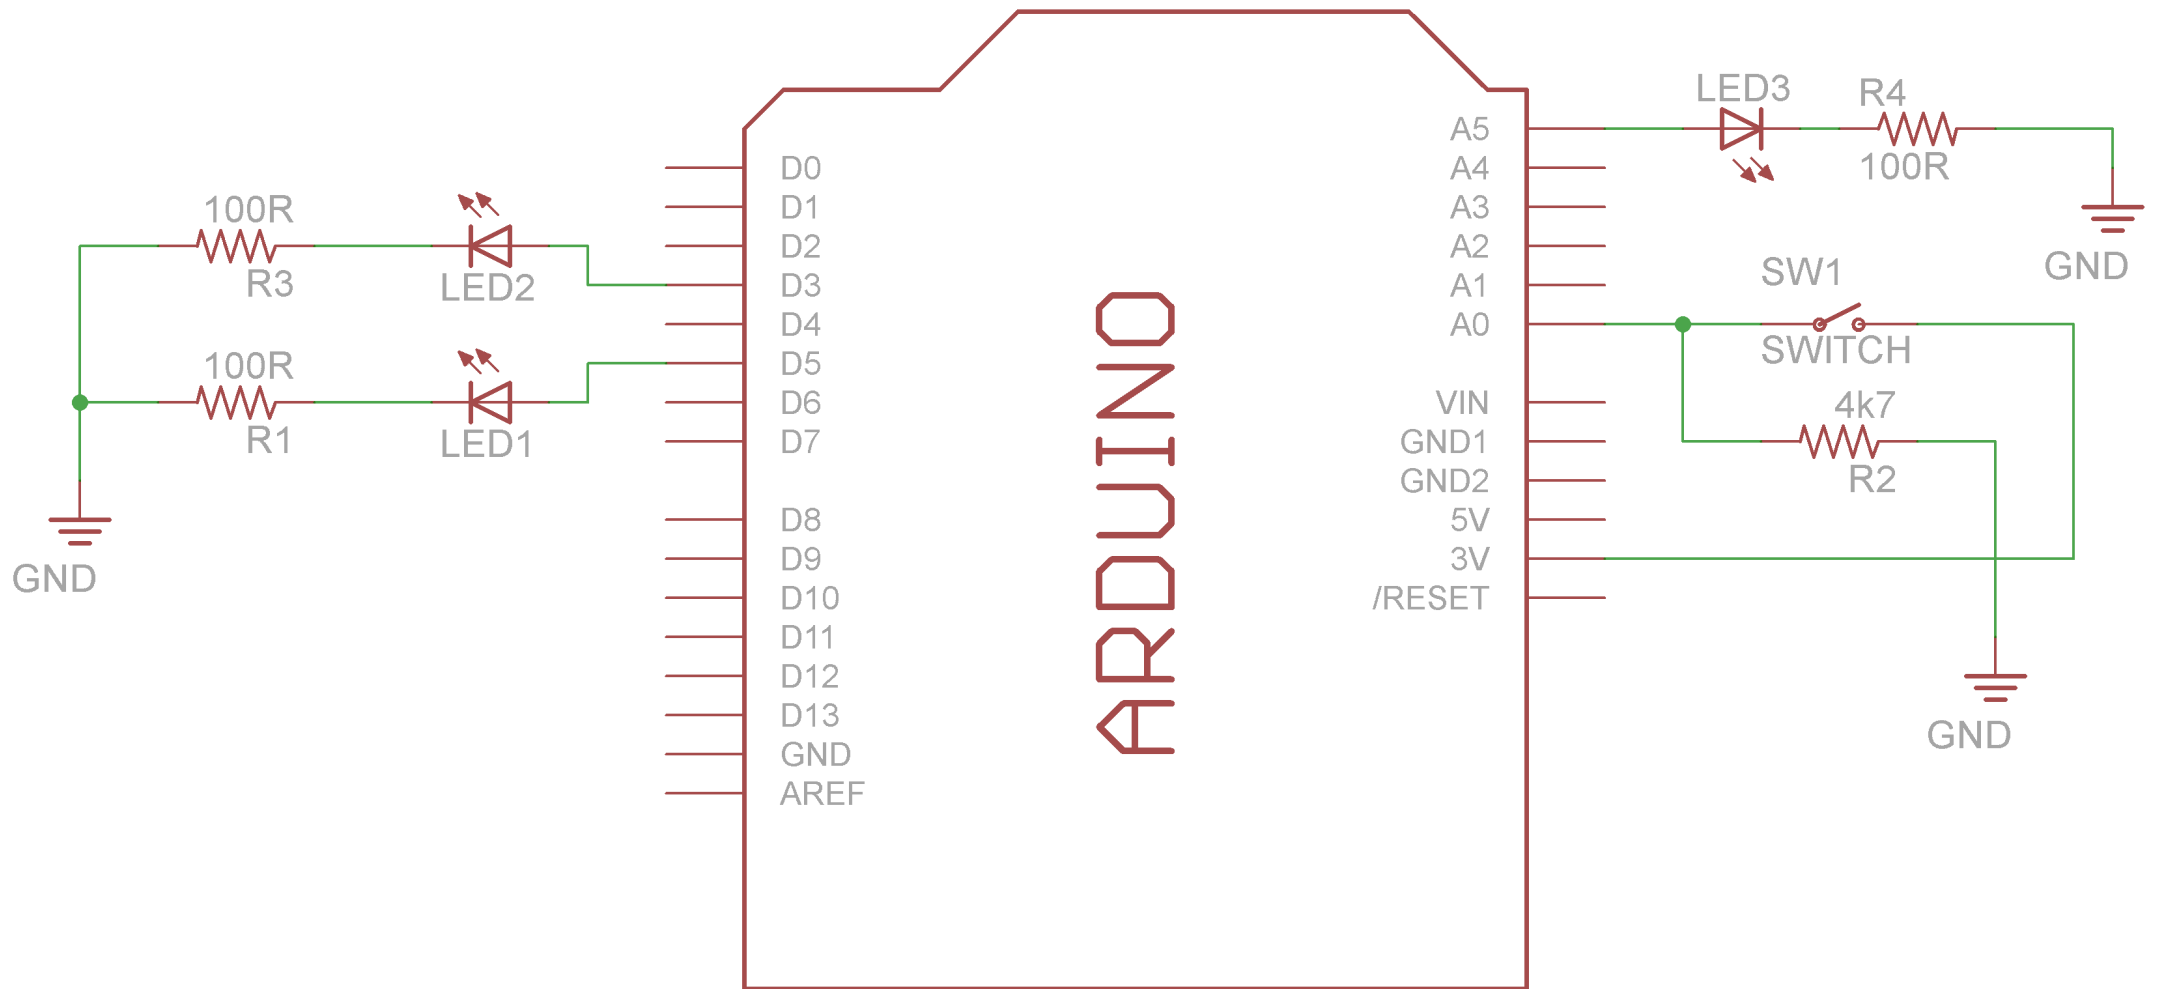 100R
R3
LED2
100R
R1
LED1
GND
D0
D1
D2
D3
D4
D5
D6
D7
D8
D9
D10
D11
D12
D13
GND
AREF
ARDUINO
A5
A4
A3
A2
A1
A0
VIN
GND1
GND2
5V
3V
/RESET
LED3
R4
100R
GND
SW1
SWITCH
4k7
R2
GND